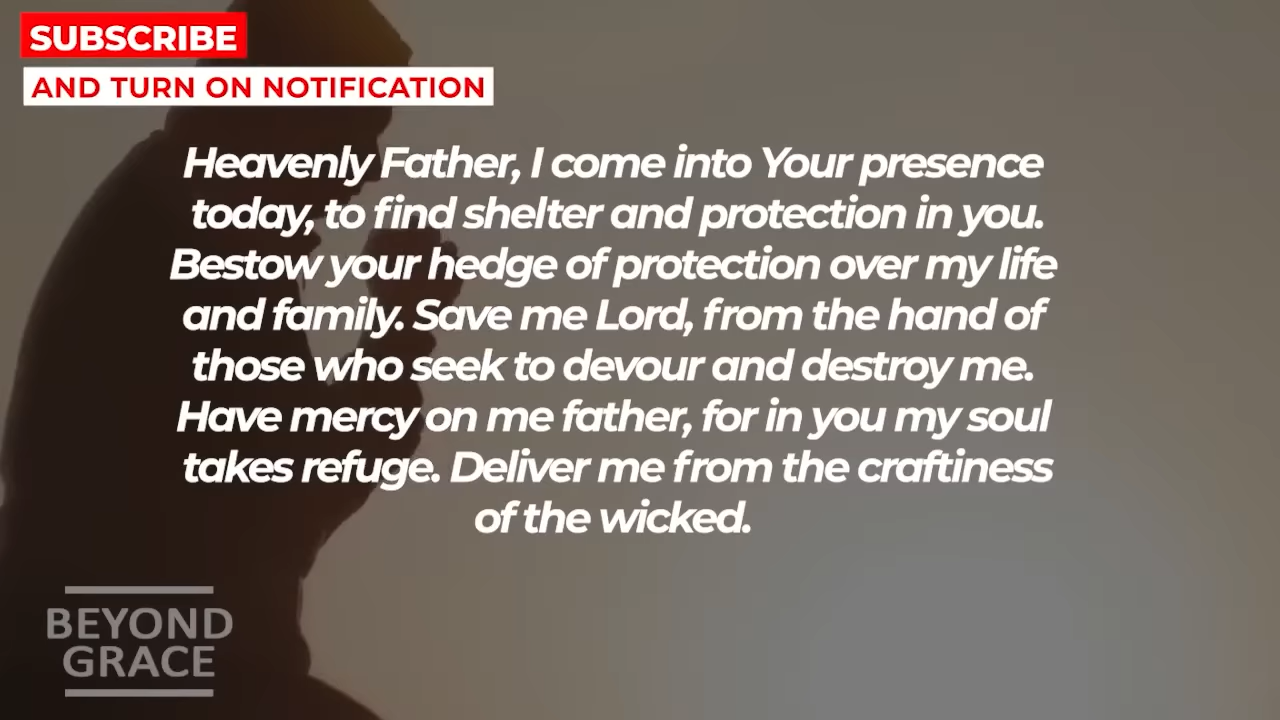 SUBSCRIBE
AND TURN ON NOTIFICATION
Heavenly Father, I come into Your presence
today, to find shelter and protection in you.
Bestow your hedge of protection over my life
and family. Save me Lord, from the hand of
those who seek to devour and destroy me.
Have mercy on me father, for in you my soul
takes refuge. Deliver me from the craftiness
of the wicked.
BEYOND
GRACE